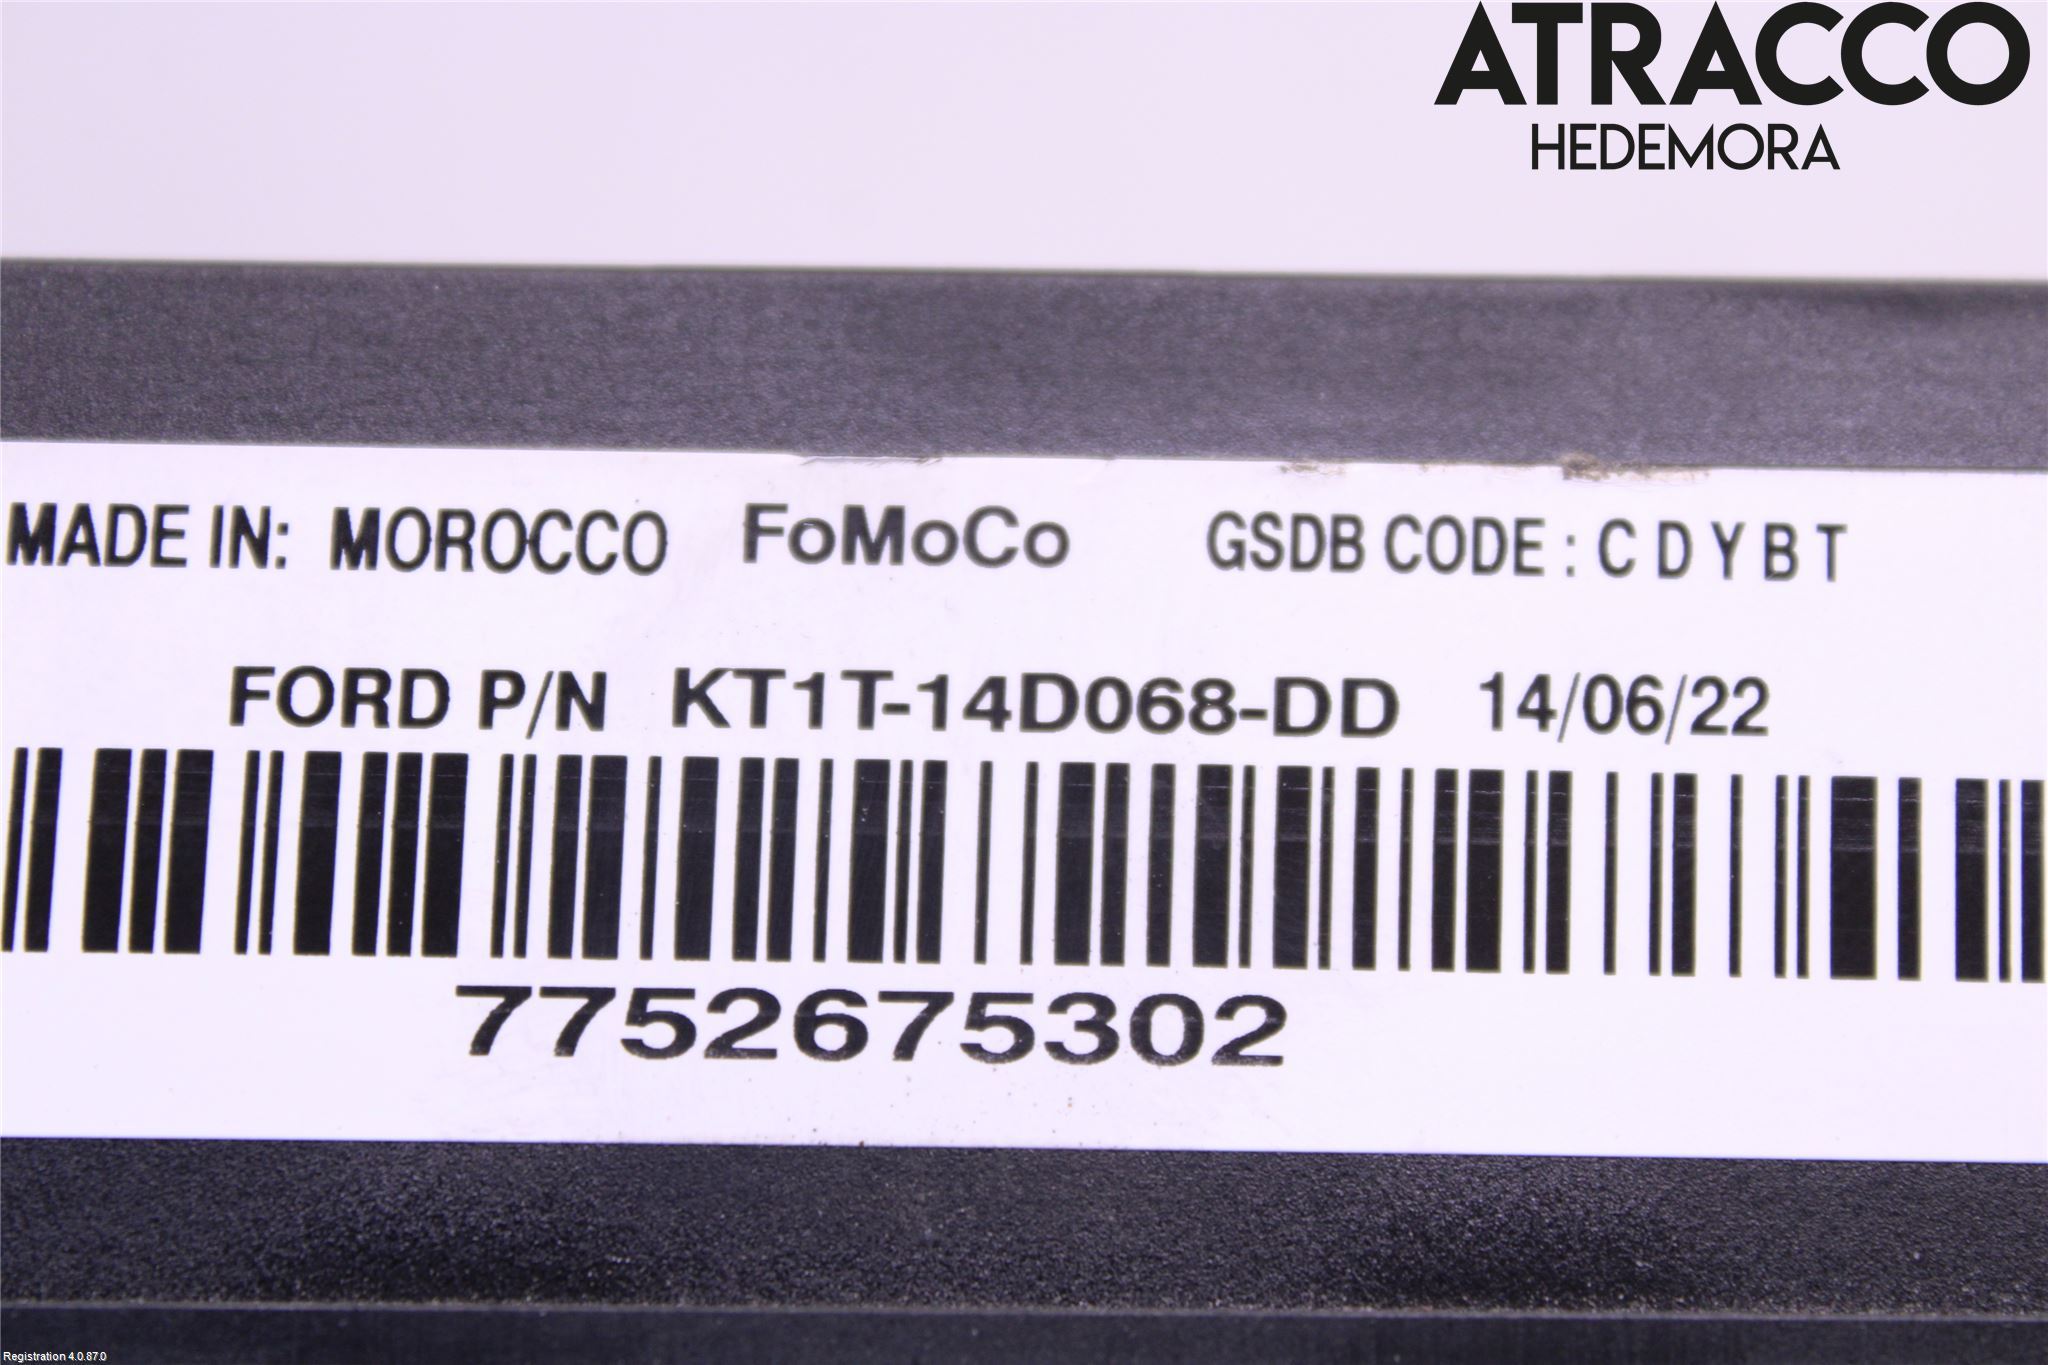 ATRACCO
HEDEMORA
MADE IN: MOROCCO FoMoCo GSDB CODE : C D Y B T
FORD P/N KT1T-14D068-DD 14/06/22
7752675302
Registration 4.0.87.0